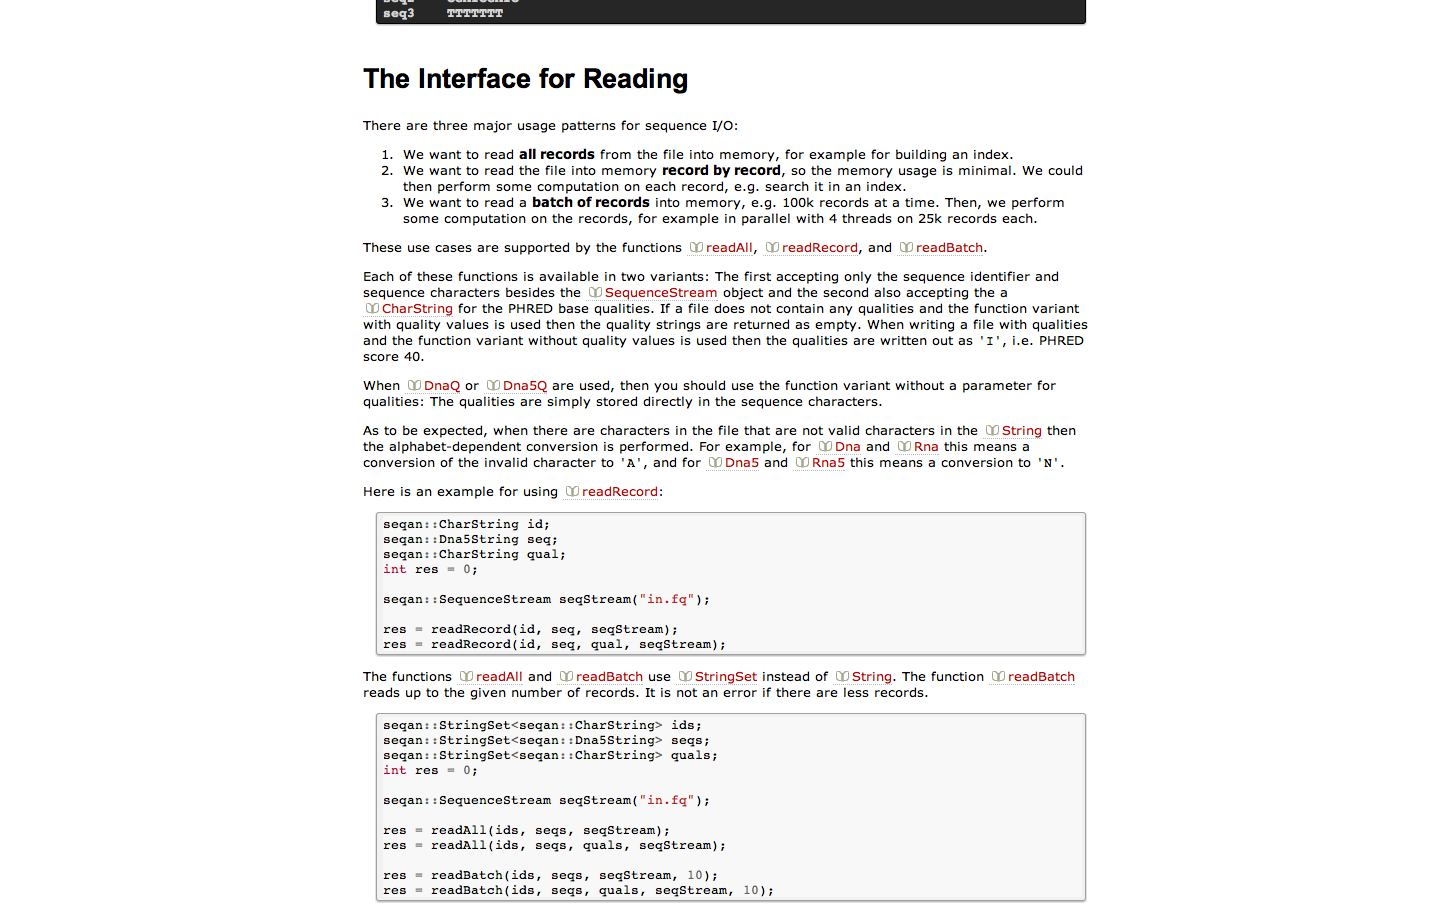 seq3    TTTTTTT
The Interface for Reading
There are three major usage patterns for sequence I/O:
1. We want to read all records from the file into memory, for example for building an index.
2. We want to read the file into memory record by record, so the memory usage is minimal. We could
then perform some computation on each record, e.g. search it in an index.
3. We want to read a batch of records into memory, e.g. 100k records at a time. Then, we perform
some computation on the records, for example in parallel with 4 threads on 25k records each.
These use cases are supported by the functions readAll, readRecord, and readBatch.
Each of these functions is available in two variants: The first accepting only the sequence identifier and
sequence characters besides the SequenceStream object and the second also accepting the a
CharString for the PHRED base qualities. If a file does not contain any qualities and the function variant
with quality values is used then the quality strings are returned as empty. When writing a file with qualities
and the function variant without quality values is used then the qualities are written out as 'I', i.e. PHRED
score 40.
When DnaQ or Dna5Q are used, then you should use the function variant without a parameter for
qualities: The qualities are simply stored directly in the sequence characters.
As to be expected, when there are characters in the file that are not valid characters in the String then
the alphabet-dependent conversion is performed. For example, for Dna and Rna this means a
conversion of the invalid character to 'A', and for Dna5 and Rna5 this means a conversion to 'N'.
Here is an example for using readRecord:
seqan::CharString id;
seqan::Dna5String seq;
seqan::CharString qual;
int res = 0;
seqan::SequenceStream seqStream("in.fq");
res = readRecord(id, seq, seqStream);
res = readRecord(id, seq, qual, seqStream);
The functions readAll and readBatch use StringSet instead of String. The function readBatch
reads up to the given number of records. It is not an error if there are less records.
seqan::StringSet<seqan::CharString> ids;
seqan::StringSet<seqan::Dna5String> seqs;
seqan::StringSet<seqan::CharString> quals;
int res = 0;
seqan::SequenceStream seqStream("in.fq");
res = readAll(ids, seqs, seqStream);
res = readAll(ids, seqs, quals, seqStream);
res = readBatch(ids, seqs, seqStream, 10);
res = readBatch(ids, seqs, quals, seqStream, 10);